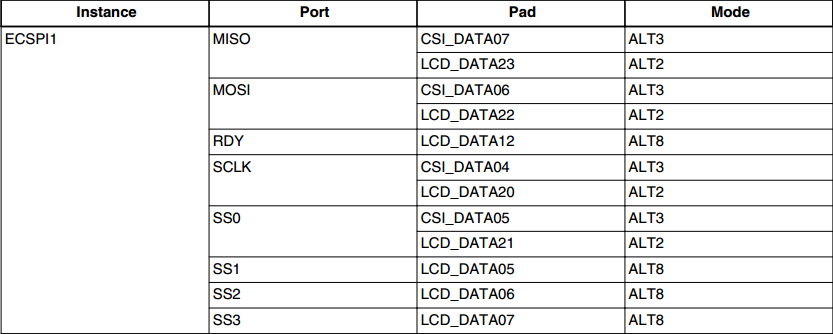 Instance Port Pad Mode
ECSPI1 MISO CSI_DATA07 ALT3
LCD_DATA23 ALT2
MOSI CSI_DATA06 ALT3
LCD_DATA22 ALT2
RDY LCD_DATA12 ALT8
SCLK CSI_DATA04 ALT3
LCD_DATA20 ALT2
SS0 CSI_DATA05 ALT3
LCD_DATA21 ALT2
SS1 LCD_DATA05 ALT8
SS2 LCD_DATA06 ALT8
SS3 LCD_DATA07 ALT8